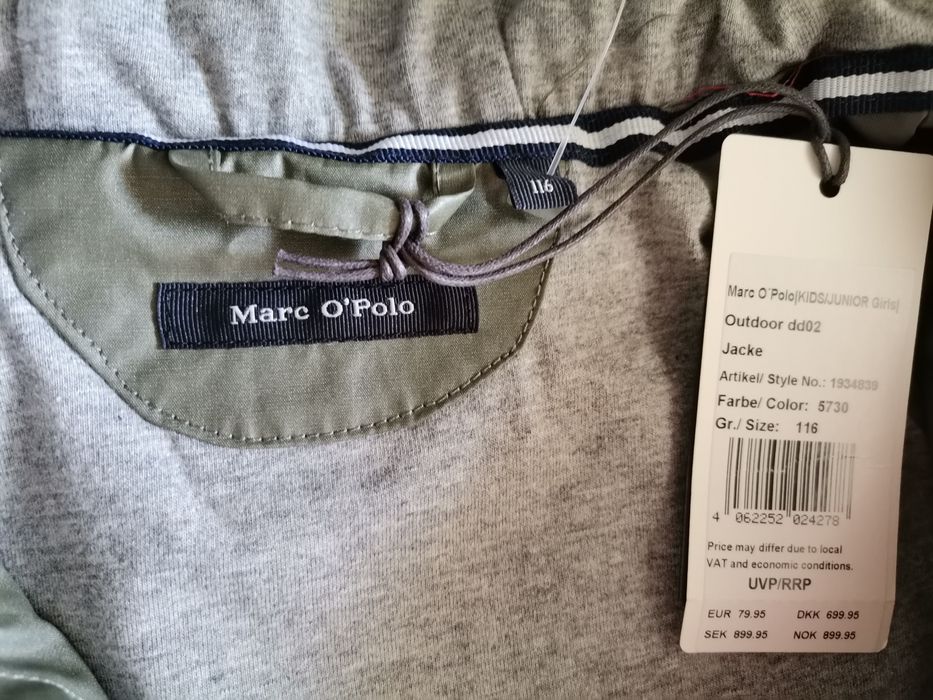 116
Marc O'Polo
Marc O'Polo|KIDS/JUNIOR Girls|
Outdoor dd02
Jacke
Artikel/ Style No.: 1934839
Farbe/ Color: 5730
Gr./ Size: 116
4 062252 024278
Price may differ due to local
VAT and economic conditions.
UVP/RRP
EUR 79.95 DKK 699.95
SEK 899.95 NOK 899.95